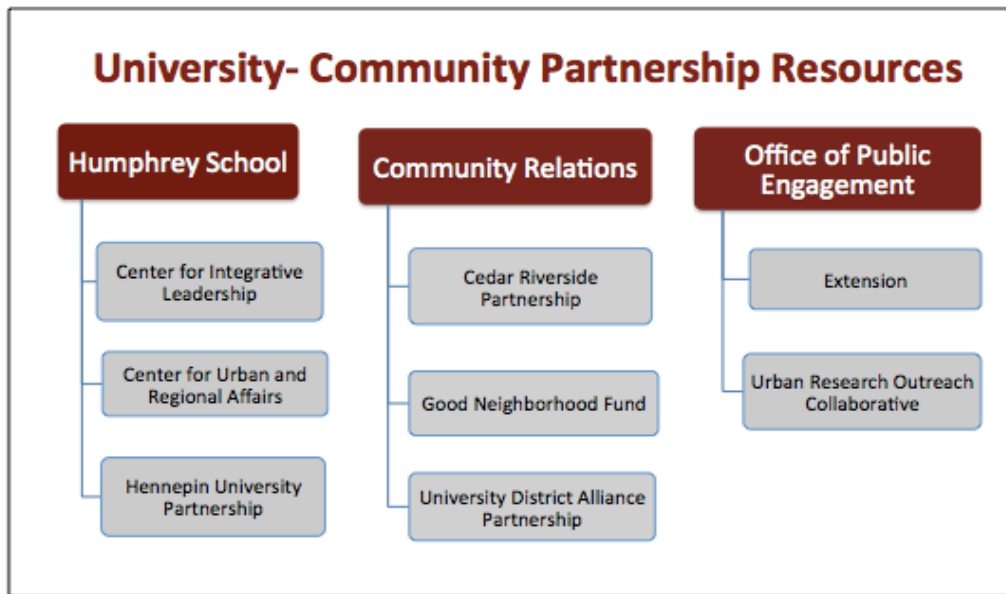 University- Community Partnership Resources
Humphrey School
Center for Integrative
Leadership
Center for Urban and
Regional Affairs
Hennepin University
Partnership
Community Relations
Cedar Riverside
Partnership
Good Neighborhood Fund
University District Alliance
Partnership
Office of Public
Engagement
Extension
Urban Research Outreach
Collaborative